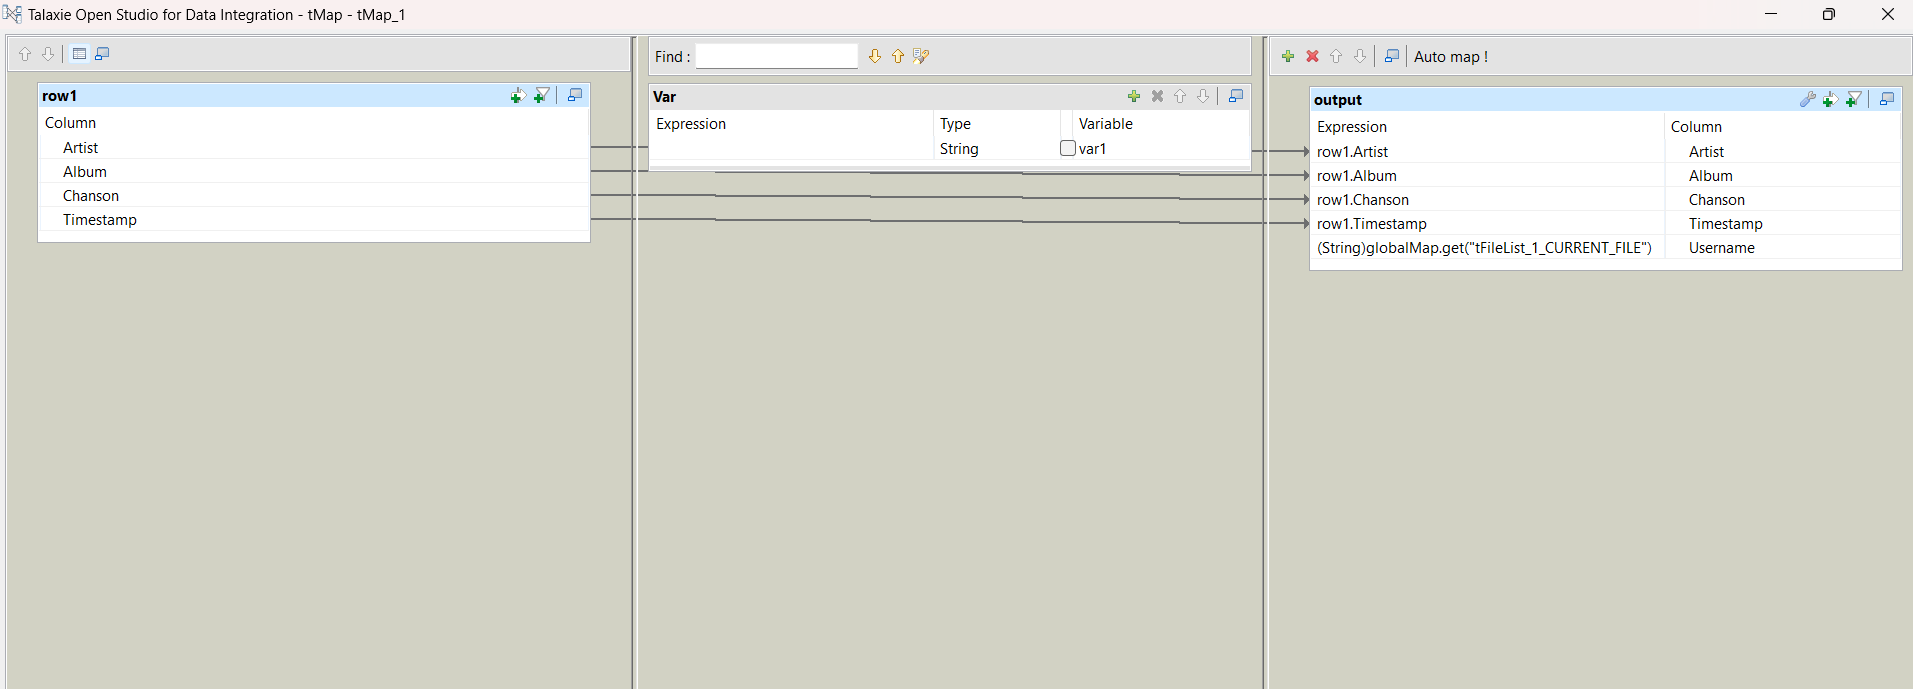 Talaxie Open Studio for Data Integration - tMap - tMap_1
row1
Column
Artist
Album
Chanson
Timestamp
Find :
Var
Expression Type Variable
String var1
Auto map !
output
Expression Column
row1.Artist Artist
row1.Album Album
row1.Chanson Chanson
row1.Timestamp Timestamp
(String)globalMap.get("tFileList_1_CURRENT_FILE") Username